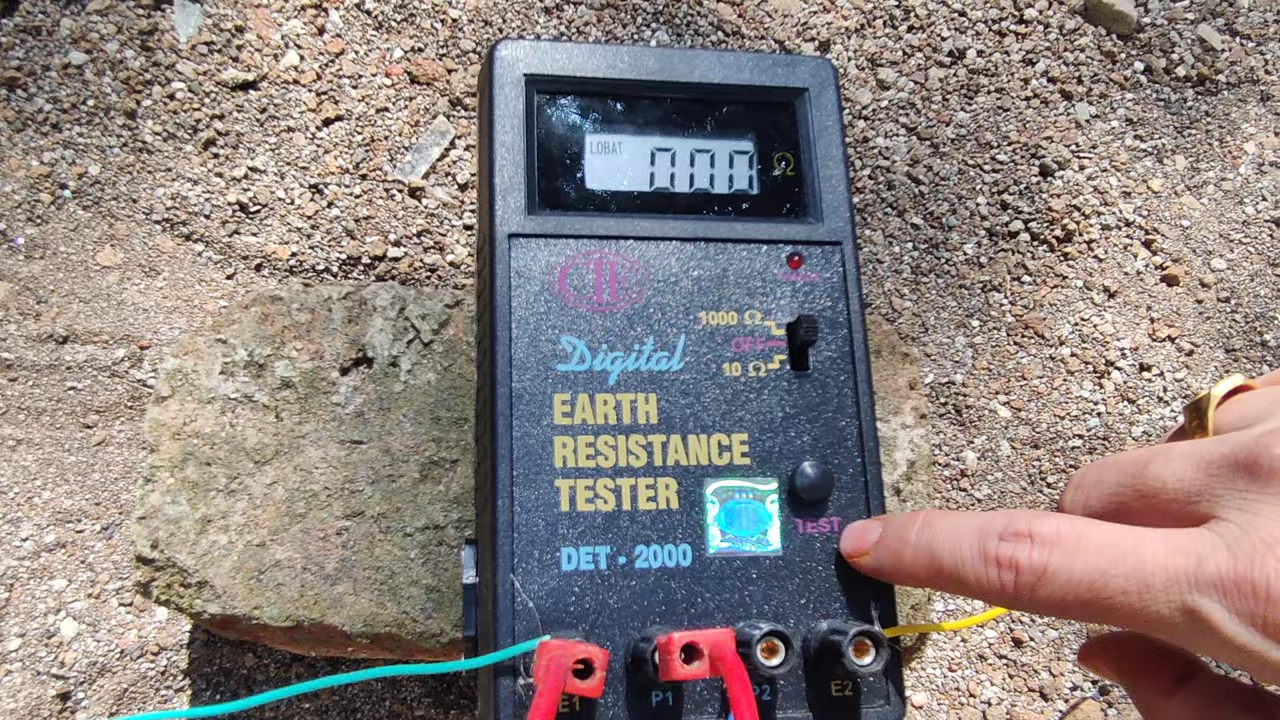 LOBAT 000 Ω
CIE
1000 Ω
OFF
10 Ω
Digital
EARTH
RESISTANCE
TESTER
TEST
DET - 2000
E1 P1 P2 E2